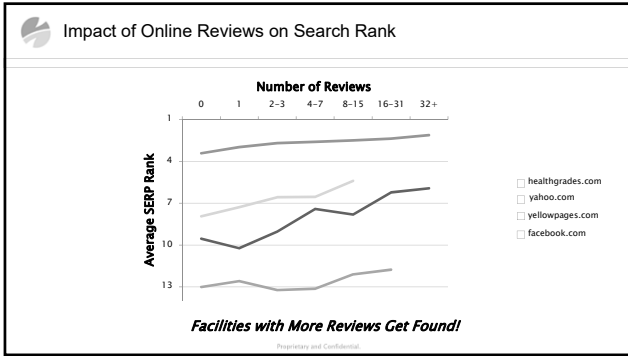 Impact of Online Reviews on Search Rank
Number of Reviews
0 1 2-3 4-7 8-15 16-31 32+
Average SERP Rank
1
4
7
10
13
healthgrades.com
yahoo.com
yellowpages.com
facebook.com
Facilities with More Reviews Get Found!
Proprietary and Confidential.